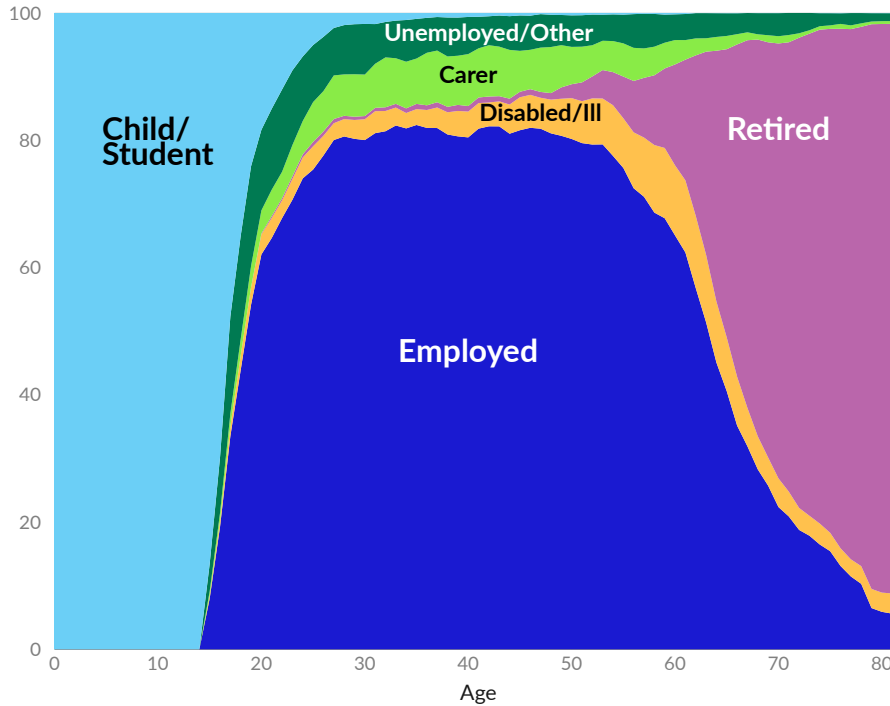 100
80
60
40
20
0
Unemployed/Other
Carer
Disabled/Ill
Child/
Student
Retired
Employed
0 10 20 30 40 50 60 70 80
Age